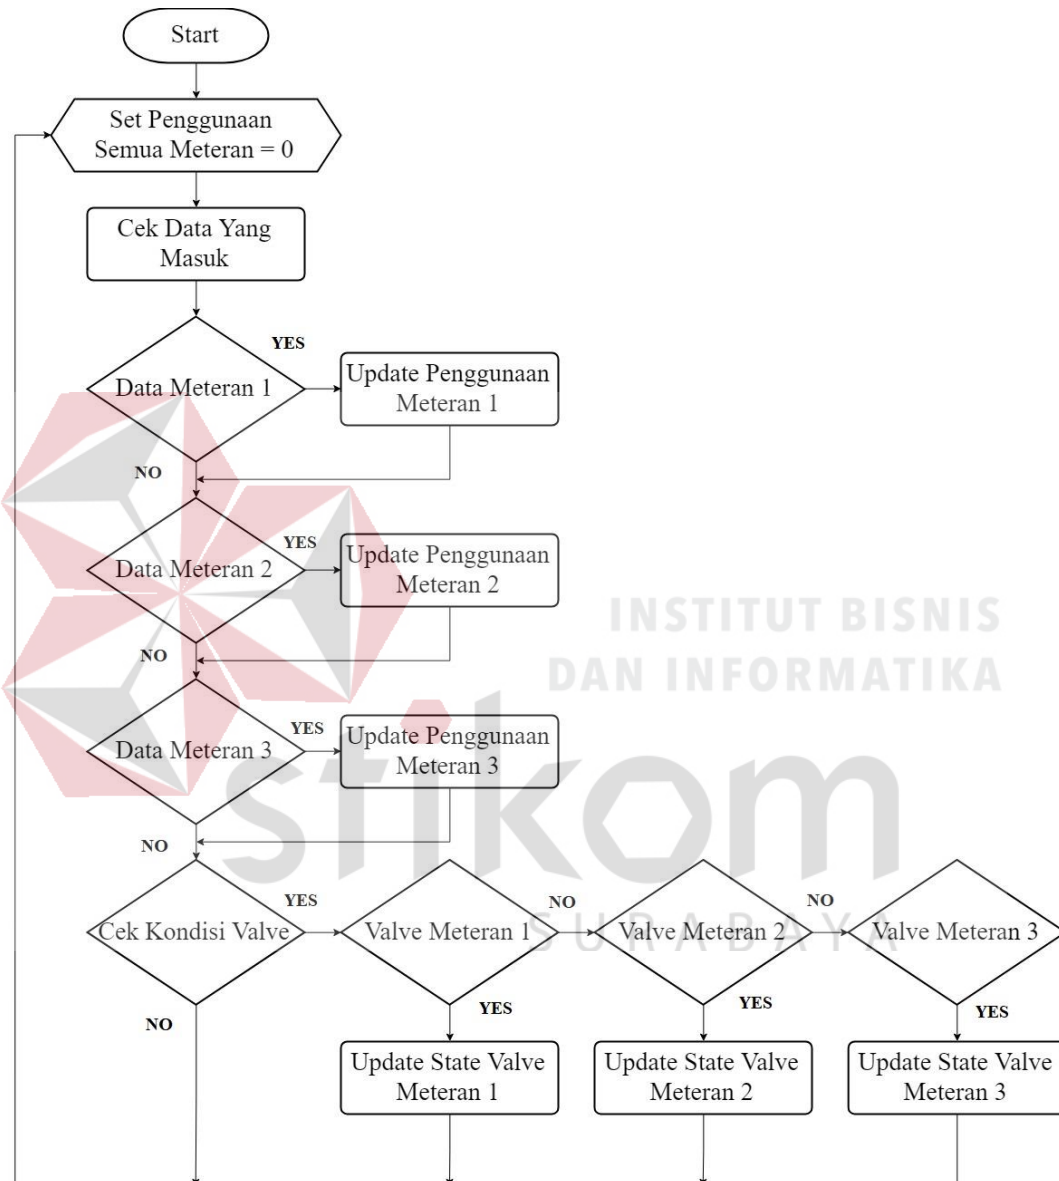 Start
Set Penggunaan
Semua Meteran = 0
Cek Data Yang
Masuk
YES
Data Meteran 1
Update Penggunaan
Meteran 1
NO
YES
Data Meteran 2
Update Penggunaan
Meteran 2
INSTITUT BISNIS
DAN INFORMATIKA
NO
YES
Data Meteran 3
Update Penggunaan
Meteran 3
stikom
SURABAYA
NO
YES
NO
NO
Cek Kondisi Valve
Valve Meteran 1
Valve Meteran 2
Valve Meteran 3
NO
YES
YES
YES
Update State Valve
Meteran 1
Update State Valve
Meteran 2
Update State Valve
Meteran 3